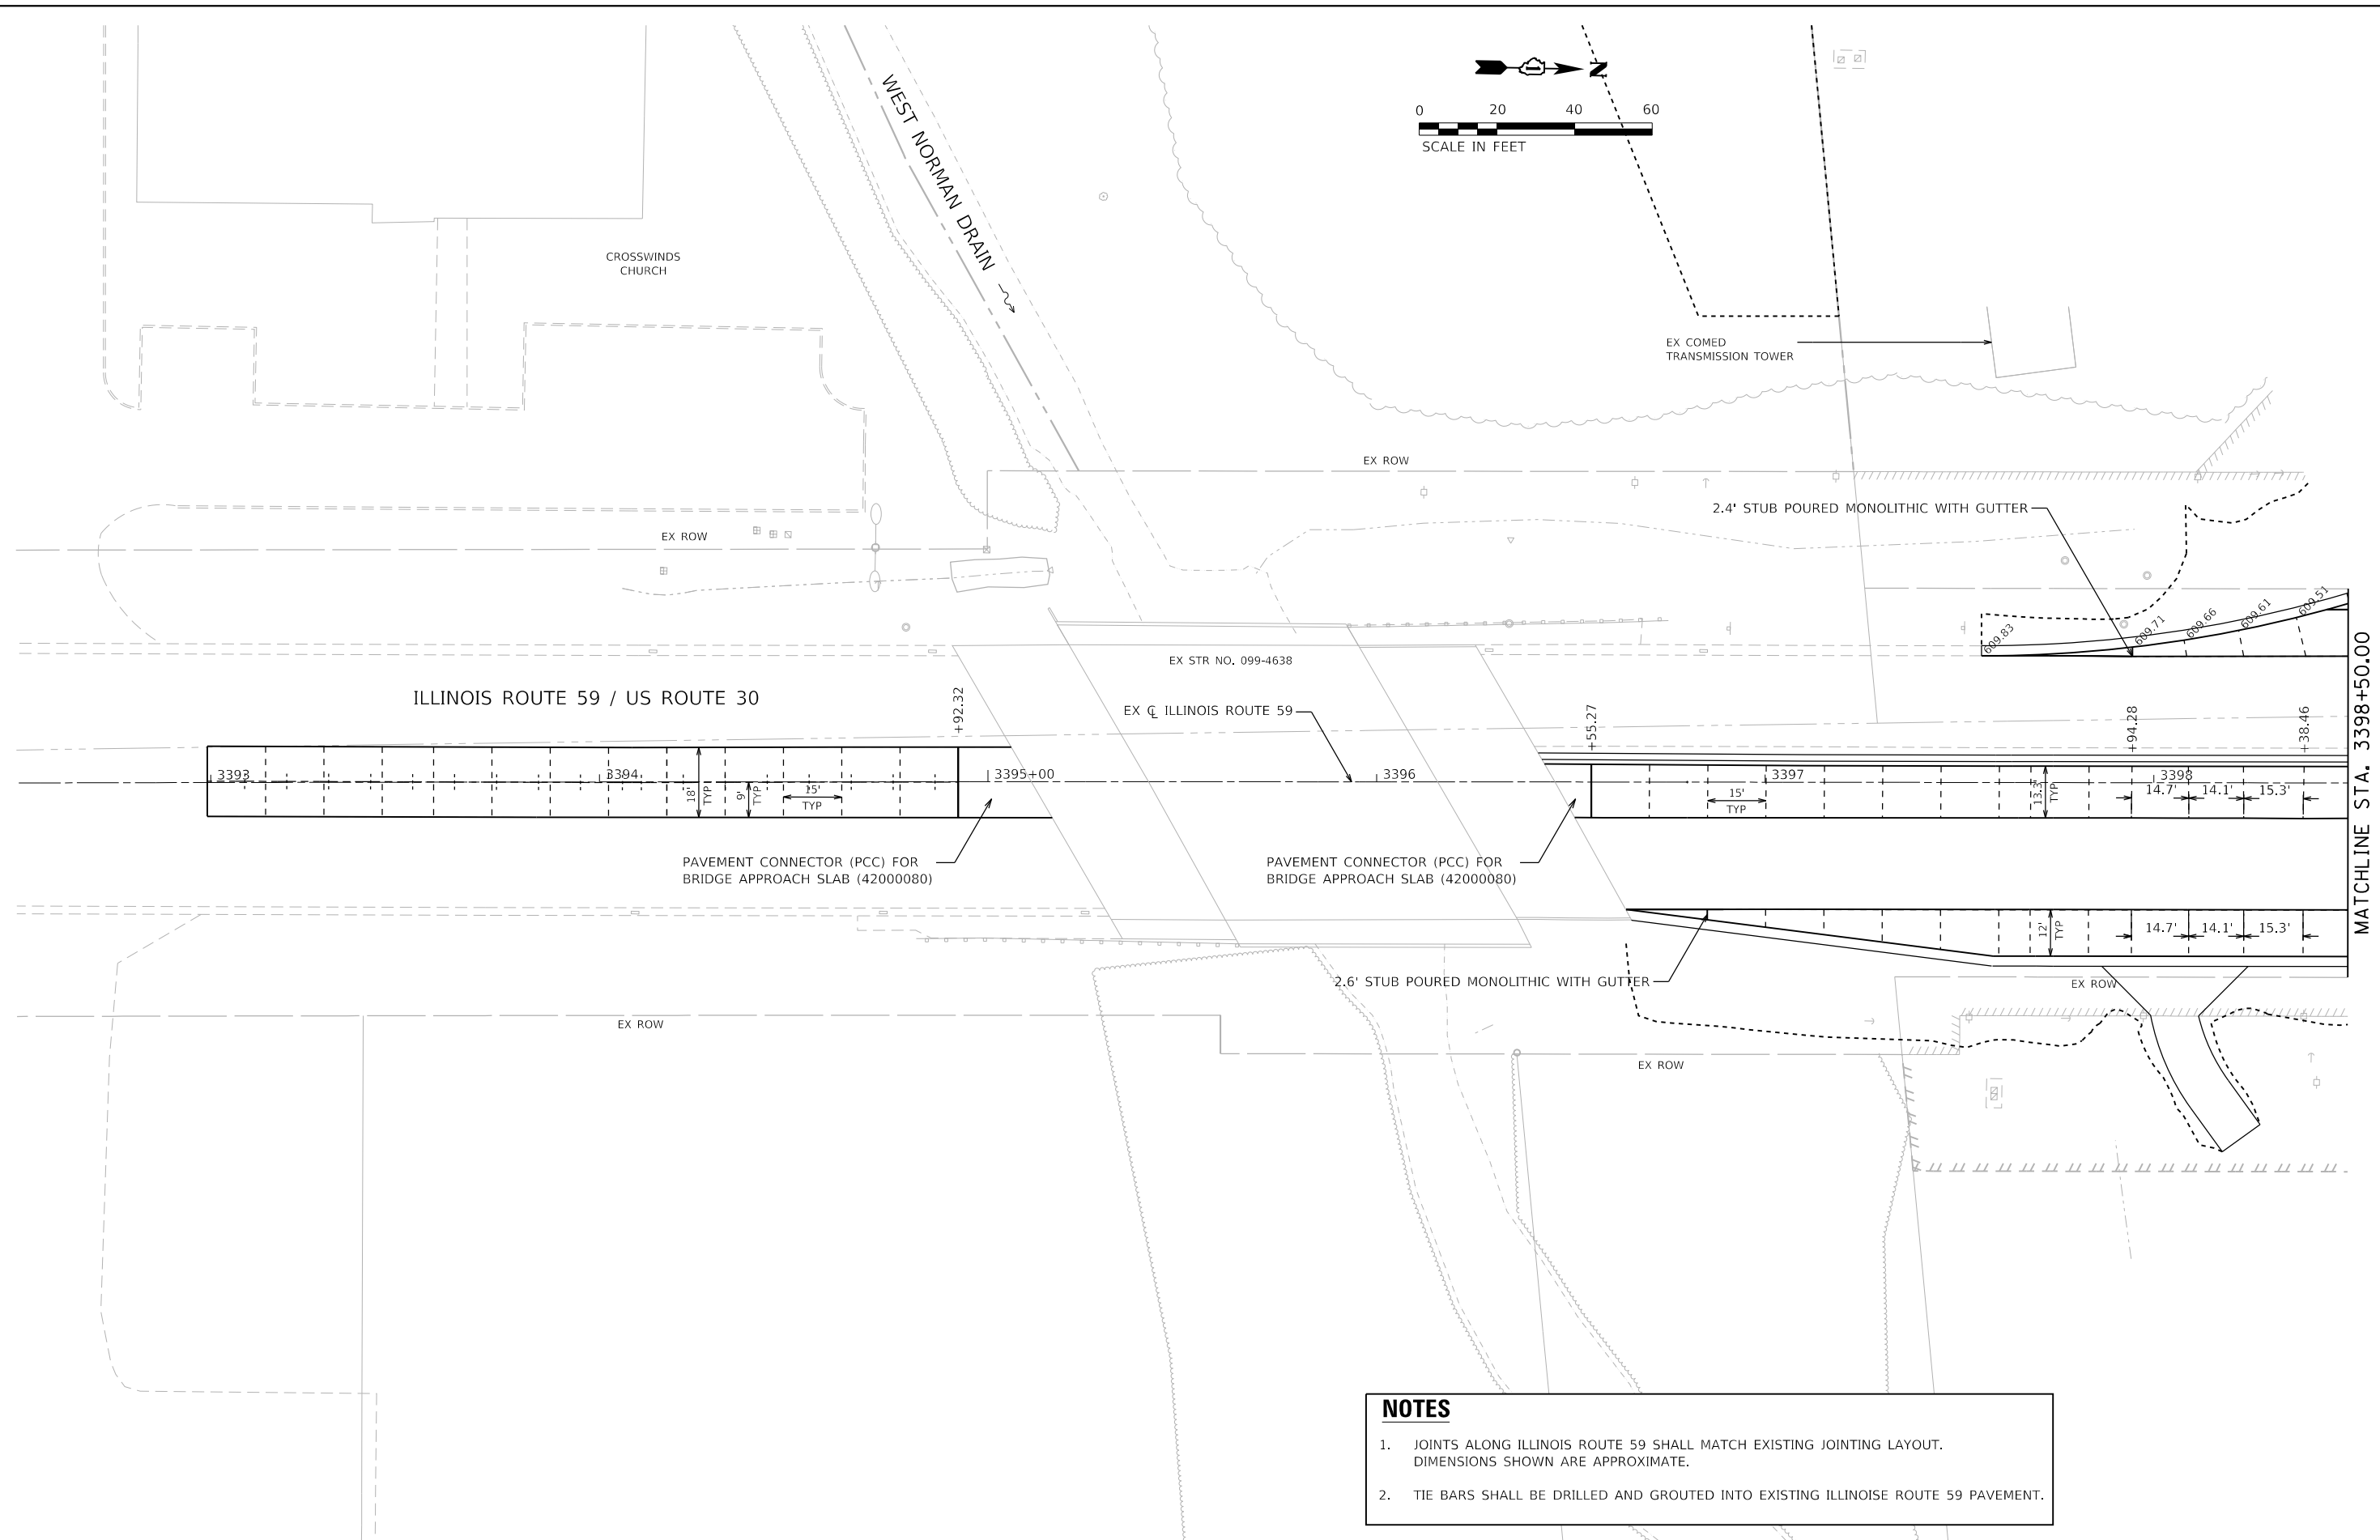 N
0 20 40 60
SCALE IN FEET
WEST NORMAN DRAIN
CROSSWINDS
CHURCH
EX COMED
TRANSMISSION TOWER
EX ROW
2.4' STUB POURED MONOLITHIC WITH GUTTER
EX ROW
609.83
609.71
609.66
609.61
609.51
EX STR NO. 099-4638
ILLINOIS ROUTE 59 / US ROUTE 30
+92.32
EX ℄ ILLINOIS ROUTE 59
+55.27
+94.28
+38.46
MATCHLINE STA. 3398+50.00
3393
3394
3395+00
3396
3397
3398
18'
TYP
9'
TYP
15'
TYP
15'
TYP
13.3'
TYP
14.7'
14.1'
15.3'
PAVEMENT CONNECTOR (PCC) FOR
BRIDGE APPROACH SLAB (42000080)
PAVEMENT CONNECTOR (PCC) FOR
BRIDGE APPROACH SLAB (42000080)
12'
TYP
14.7'
14.1'
15.3'
2.6' STUB POURED MONOLITHIC WITH GUTTER
EX ROW
EX ROW
EX ROW
NOTES
1. JOINTS ALONG ILLINOIS ROUTE 59 SHALL MATCH EXISTING JOINTING LAYOUT.
DIMENSIONS SHOWN ARE APPROXIMATE.
2. TIE BARS SHALL BE DRILLED AND GROUTED INTO EXISTING ILLINOISE ROUTE 59 PAVEMENT.